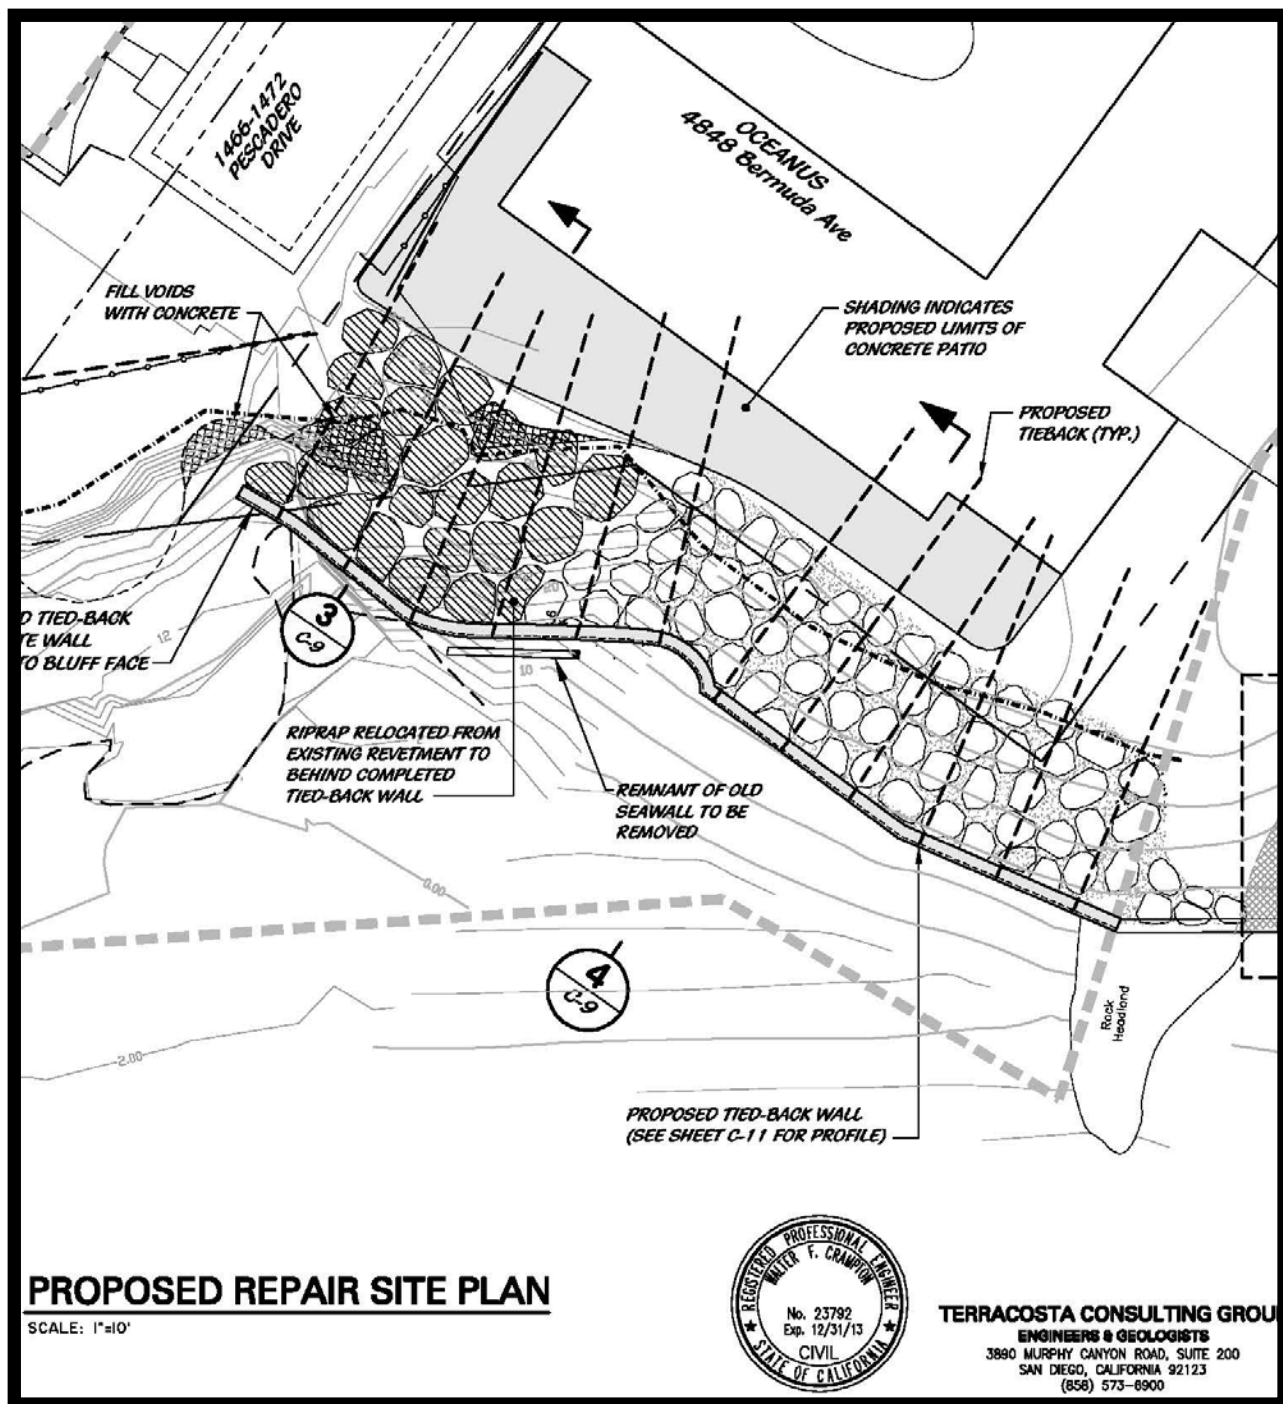 1466-1472
PESCADERO
DRIVE
OCEANUS
4848 Bermuda Ave
FILL VOIDS
WITH CONCRETE
SHADING INDICATES
PROPOSED LIMITS OF
CONCRETE PATIO
PROPOSED
TIEBACK (TYP.)
D TIED-BACK
TE WALL
TO BLUFF FACE
12
3
C-9
20
6
10
RIPRAP RELOCATED FROM
EXISTING REVETMENT TO
BEHIND COMPLETED
TIED-BACK WALL
REMNANT OF OLD
SEAWALL TO BE
REMOVED
0.00
4
C-9
-2.00
Rock
Headland
PROPOSED TIED-BACK WALL
(SEE SHEET C-11 FOR PROFILE)
PROPOSED REPAIR SITE PLAN
SCALE: 1"=10'
REGISTERED PROFESSIONAL ENGINEER
WALTER F. CRAMPTON
No. 23792
Exp. 12/31/13
CIVIL
STATE OF CALIFORNIA
TERRACOSTA CONSULTING GROU
ENGINEERS & GEOLOGISTS
3890 MURPHY CANYON ROAD, SUITE 200
SAN DIEGO, CALIFORNIA 92123
(858) 573-6900